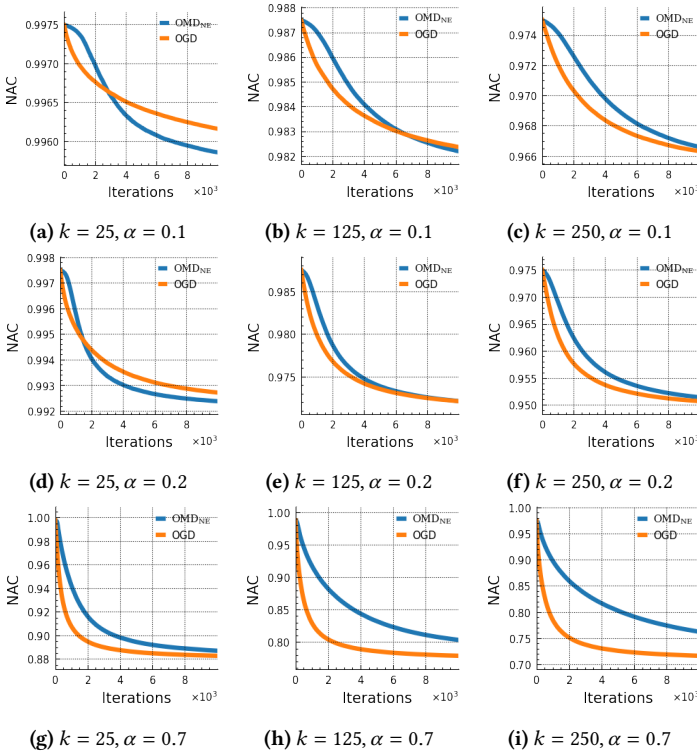 0.9975
0.9970
0.9965
0.9960
NAC
OMD_NE
OGD
0 2 4 6 8
Iterations ×10³
(a) k = 25, α = 0.1
0.988
0.987
0.986
0.984
0.983
0.982
NAC
OMD_NE
OGD
0 2 4 6 8
Iterations ×10³
(b) k = 125, α = 0.1
0.974
0.972
0.970
0.968
0.966
NAC
OMD_NE
OGD
0 2 4 6 8
Iterations ×10³
(c) k = 250, α = 0.1
0.998
0.997
0.995
0.994
0.993
0.992
NAC
OMD_NE
OGD
0 2 4 6 8
Iterations ×10³
(d) k = 25, α = 0.2
0.985
0.980
0.975
NAC
OMD_NE
OGD
0 2 4 6 8
Iterations ×10³
(e) k = 125, α = 0.2
0.975
0.970
0.965
0.960
0.955
0.950
NAC
OMD_NE
OGD
0 2 4 6 8
Iterations ×10³
(f) k = 250, α = 0.2
1.00
0.98
0.95
0.92
0.90
0.88
NAC
OMD_NE
OGD
0 2 4 6 8
Iterations ×10³
(g) k = 25, α = 0.7
1.00
0.95
0.90
0.85
0.80
NAC
OMD_NE
OGD
0 2 4 6 8
Iterations ×10³
(h) k = 125, α = 0.7
1.00
0.95
0.90
0.85
0.80
0.75
0.70
NAC
OMD_NE
OGD
0 2 4 6 8
Iterations ×10³
(i) k = 250, α = 0.7